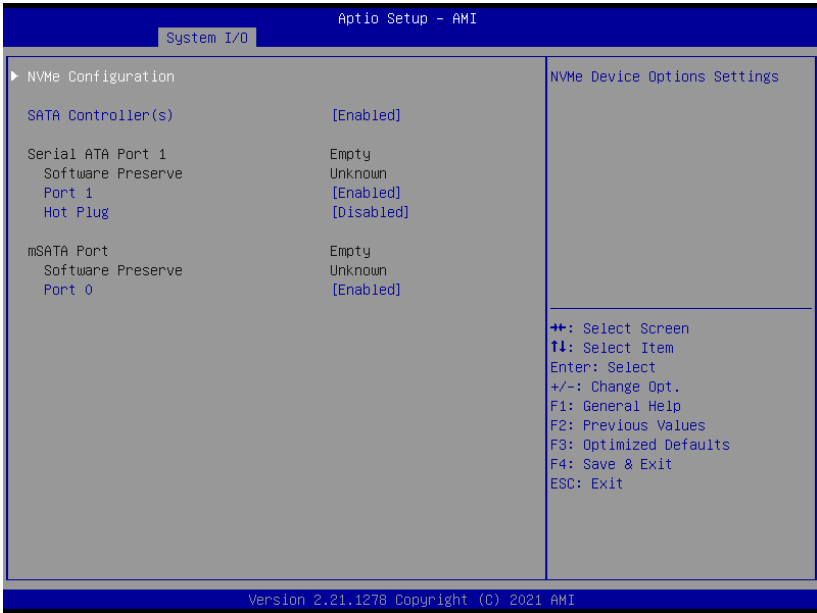 Aptio Setup – AMI
System I/O
NVMe Configuration
SATA Controller(s) [Enabled]
Serial ATA Port 1 Empty
Software Preserve Unknown
Port 1 [Enabled]
Hot Plug [Disabled]
mSATA Port Empty
Software Preserve Unknown
Port 0 [Enabled]
NVMe Device Options Settings
→←: Select Screen
↑↓: Select Item
Enter: Select
+/-: Change Opt.
F1: General Help
F2: Previous Values
F3: Optimized Defaults
F4: Save & Exit
ESC: Exit
Version 2.21.1278 Copyright (C) 2021 AMI